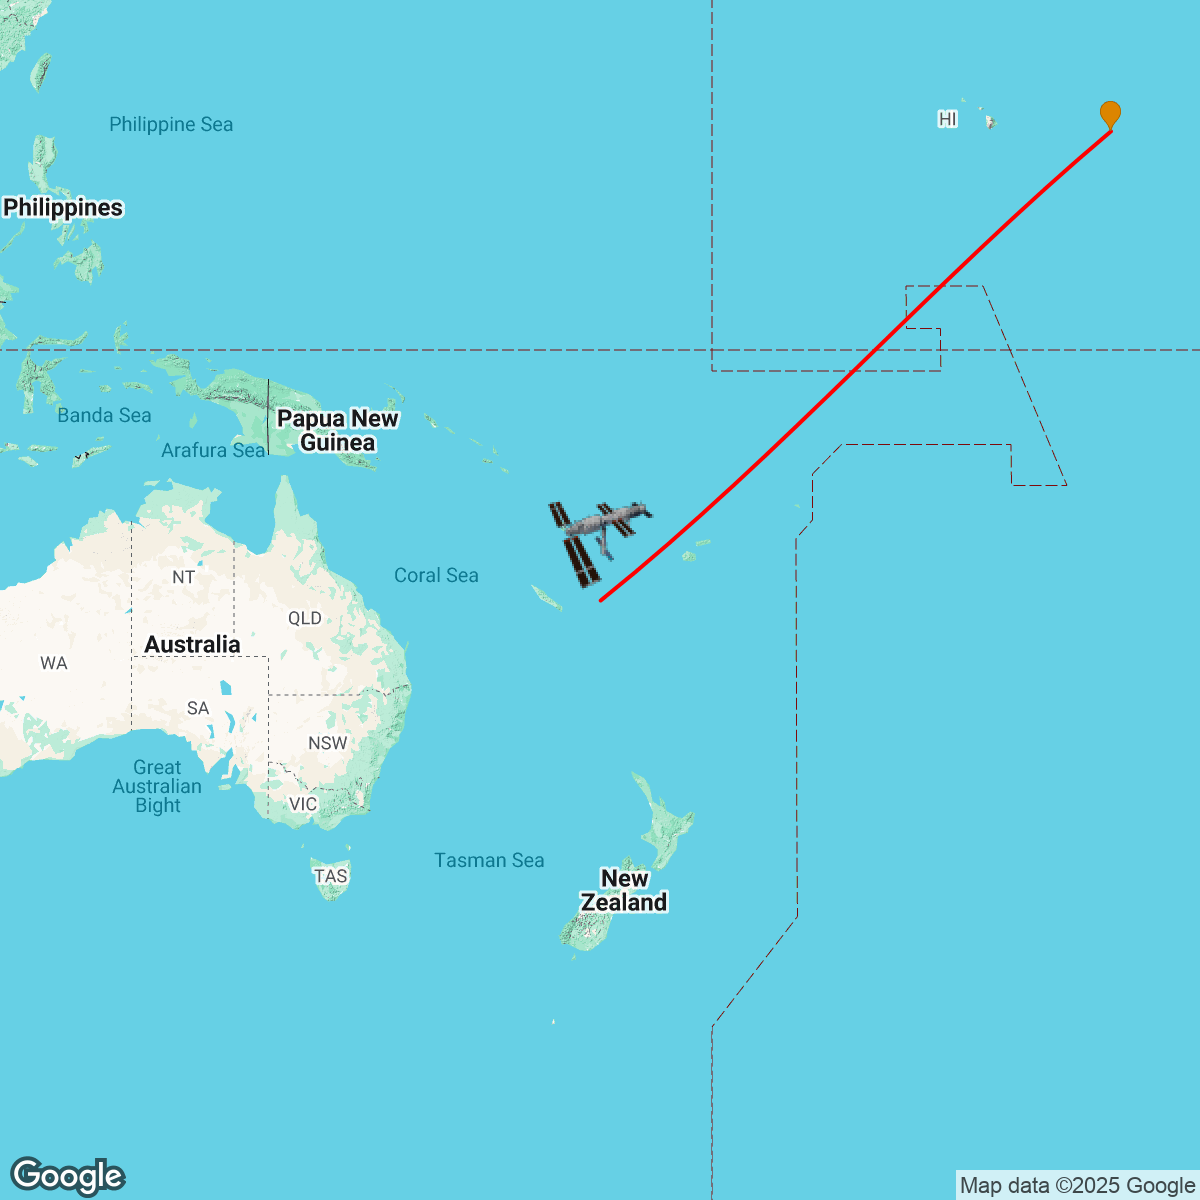 HI
Philippine Sea
Philippines
Banda Sea
Papua New
Guinea
Arafura Sea
Coral Sea
NT
QLD
Australia
WA
SA
NSW
Great
Australian
Bight
VIC
Tasman Sea
TAS
New
Zealand
Google
Map data ©2025 Google